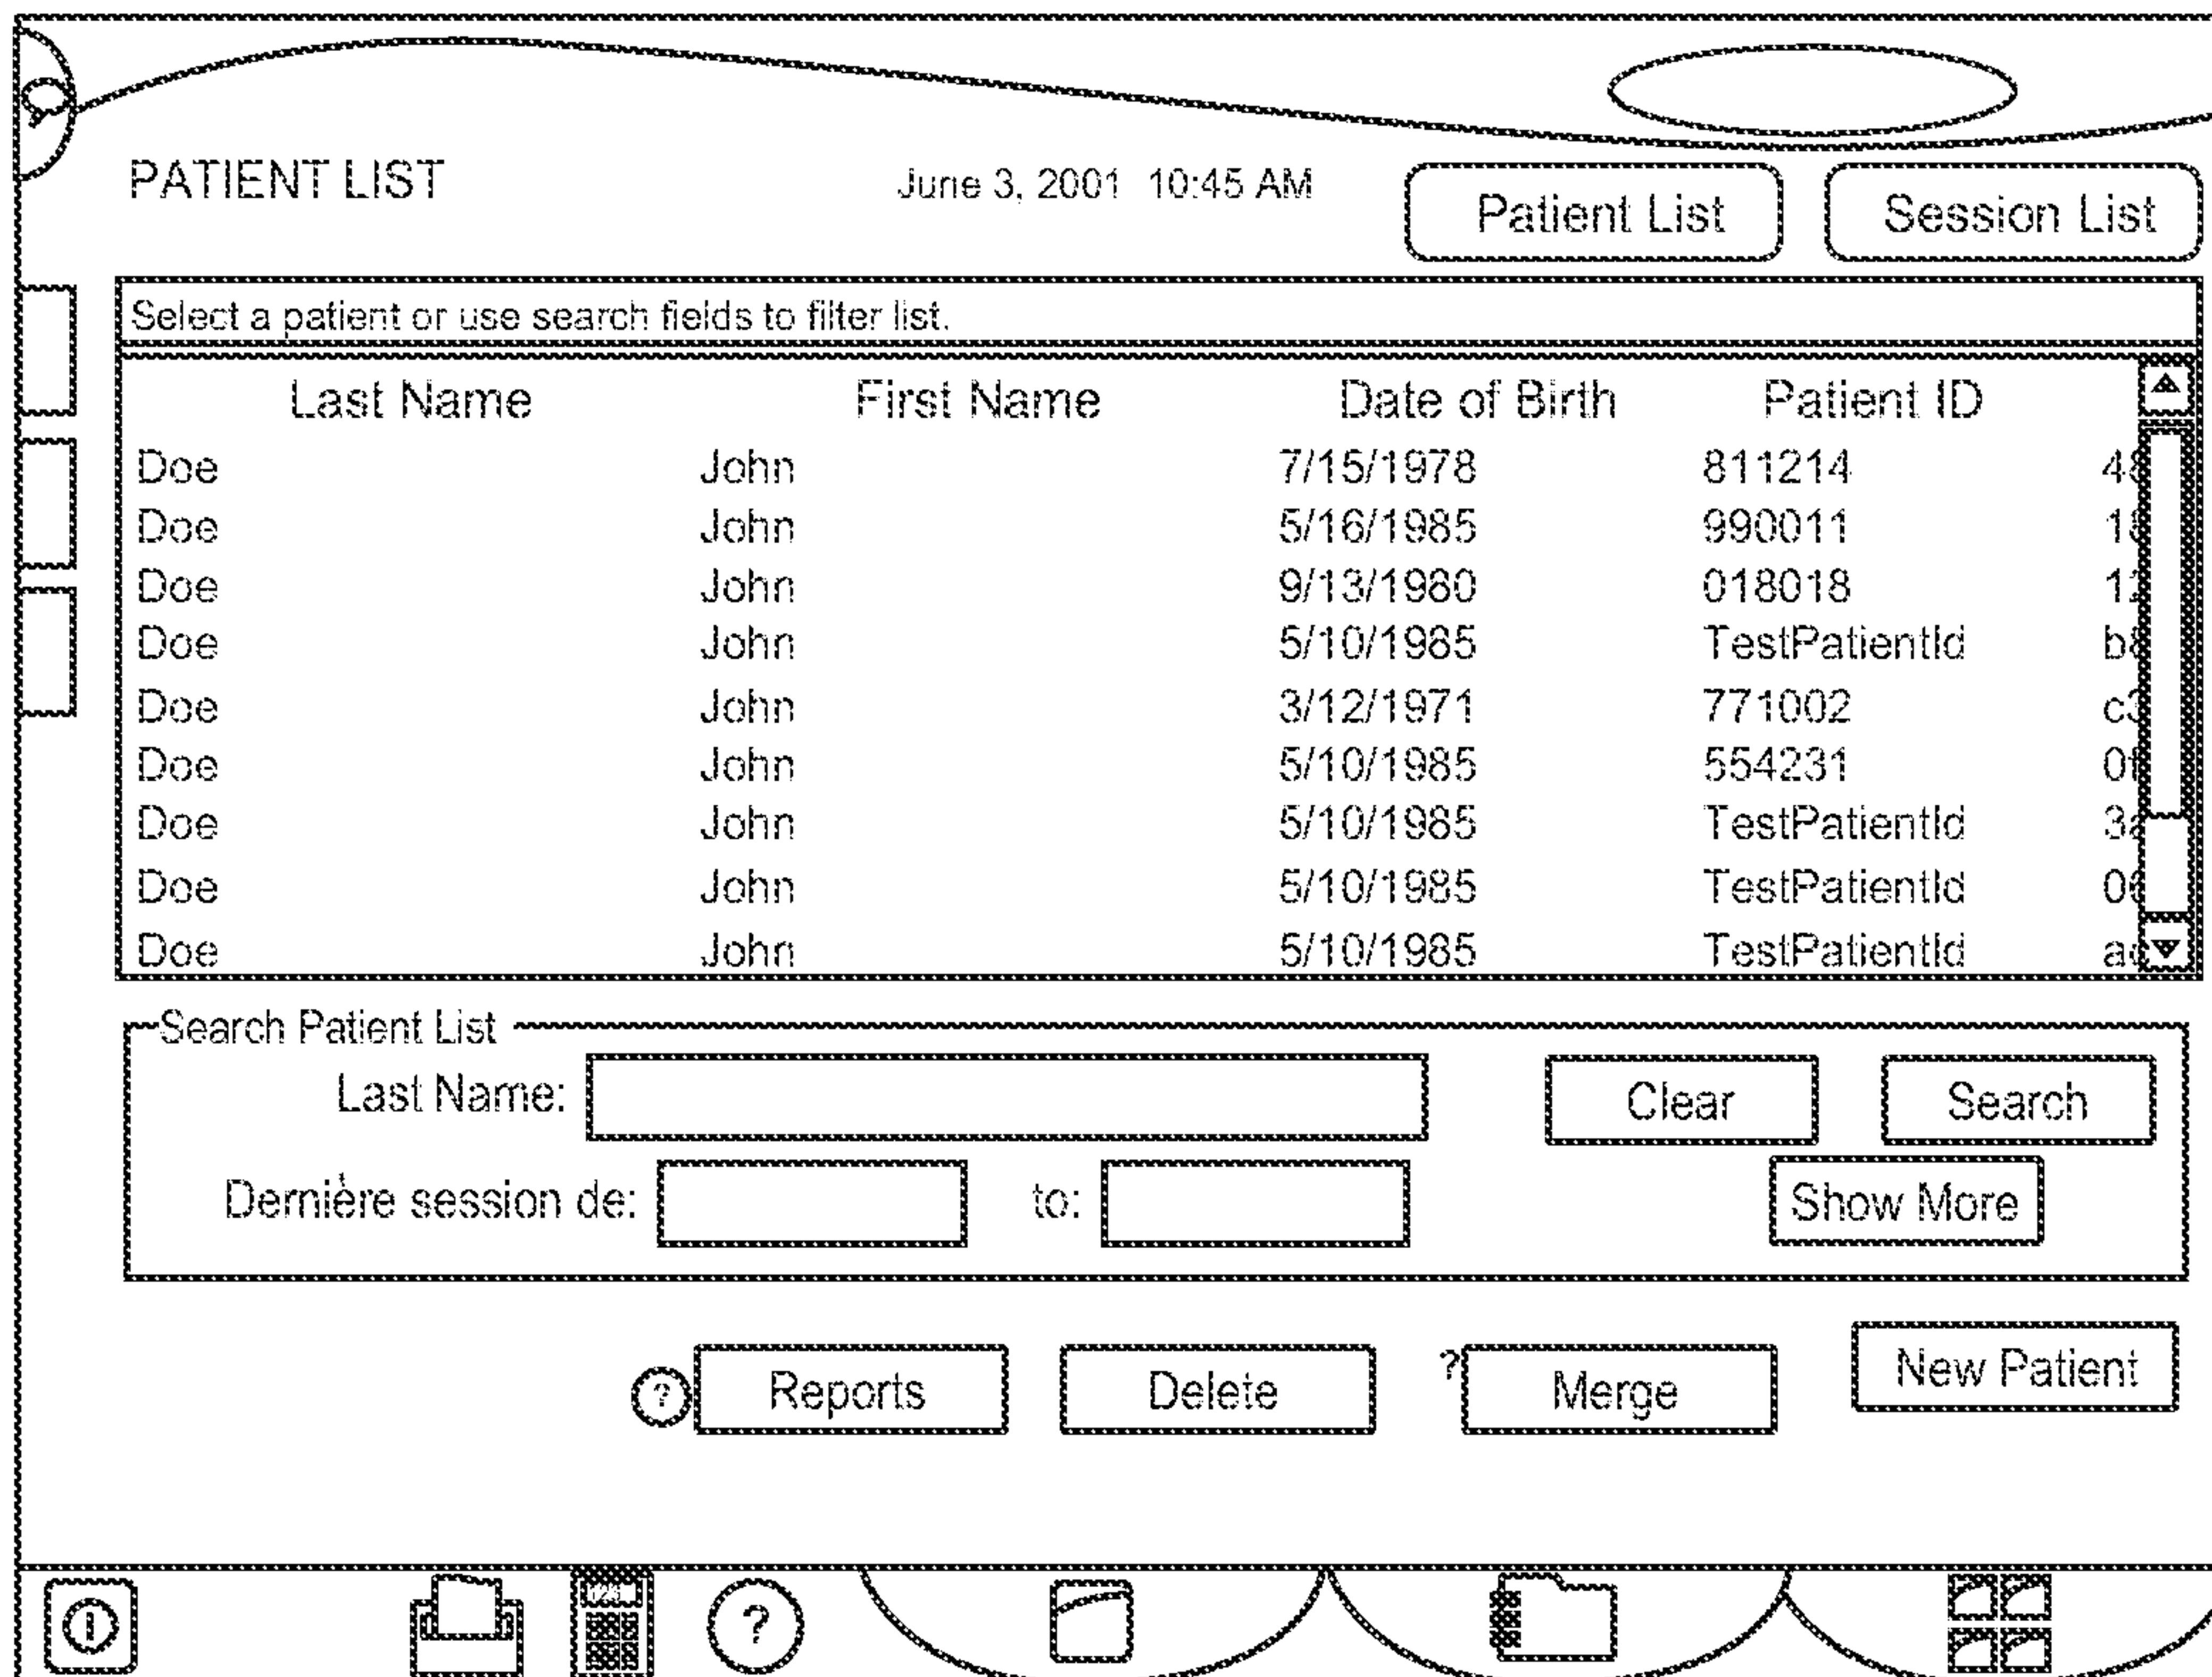 PATIENT LIST June 3, 2001 10:45 AM Patient List Session List
Select a patient or use search fields to filter list.
Last Name First Name Date of Birth Patient ID
Doe John 7/15/1978 811214
Doe John 5/16/1985 990011
Doe John 9/13/1980 018018
Doe John 5/10/1985 TestPatientId
Doe John 3/12/1971 771002
Doe John 5/10/1985 554231
Doe John 5/10/1985 TestPatientId
Doe John 5/10/1985 TestPatientId
Doe John 5/10/1985 TestPatientId
Search Patient List
Last Name: Clear Search
Dernière session de: to: Show More
? Reports Delete ? Merge New Patient
?